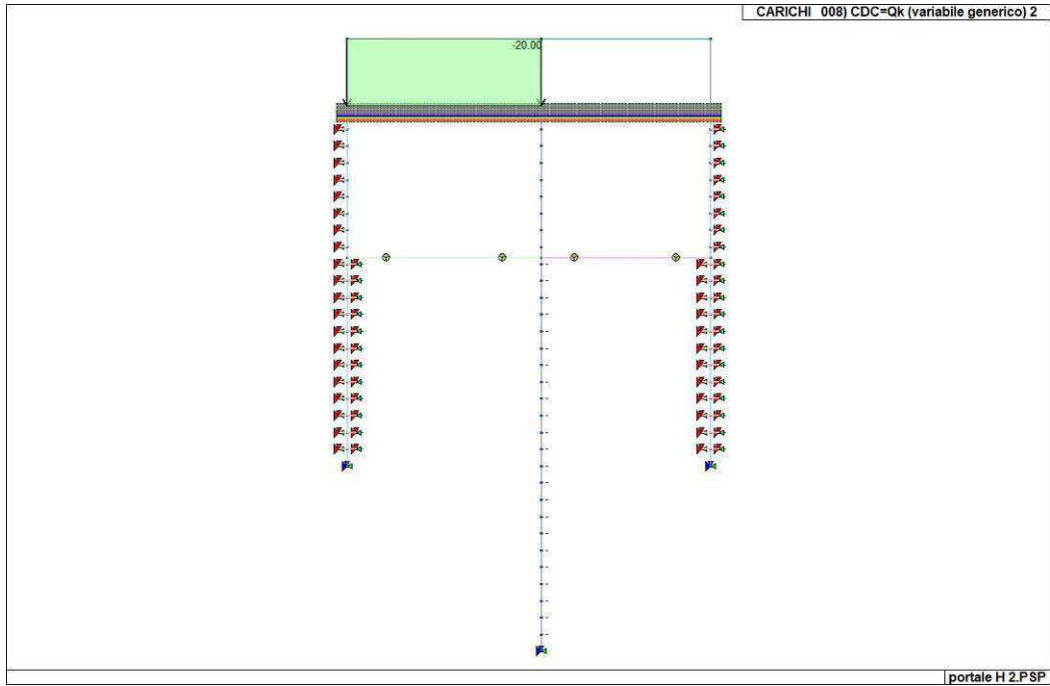 CARICHI 008) CDC=Qk (variabile generico) 2
-20.00
portale H 2.PSP